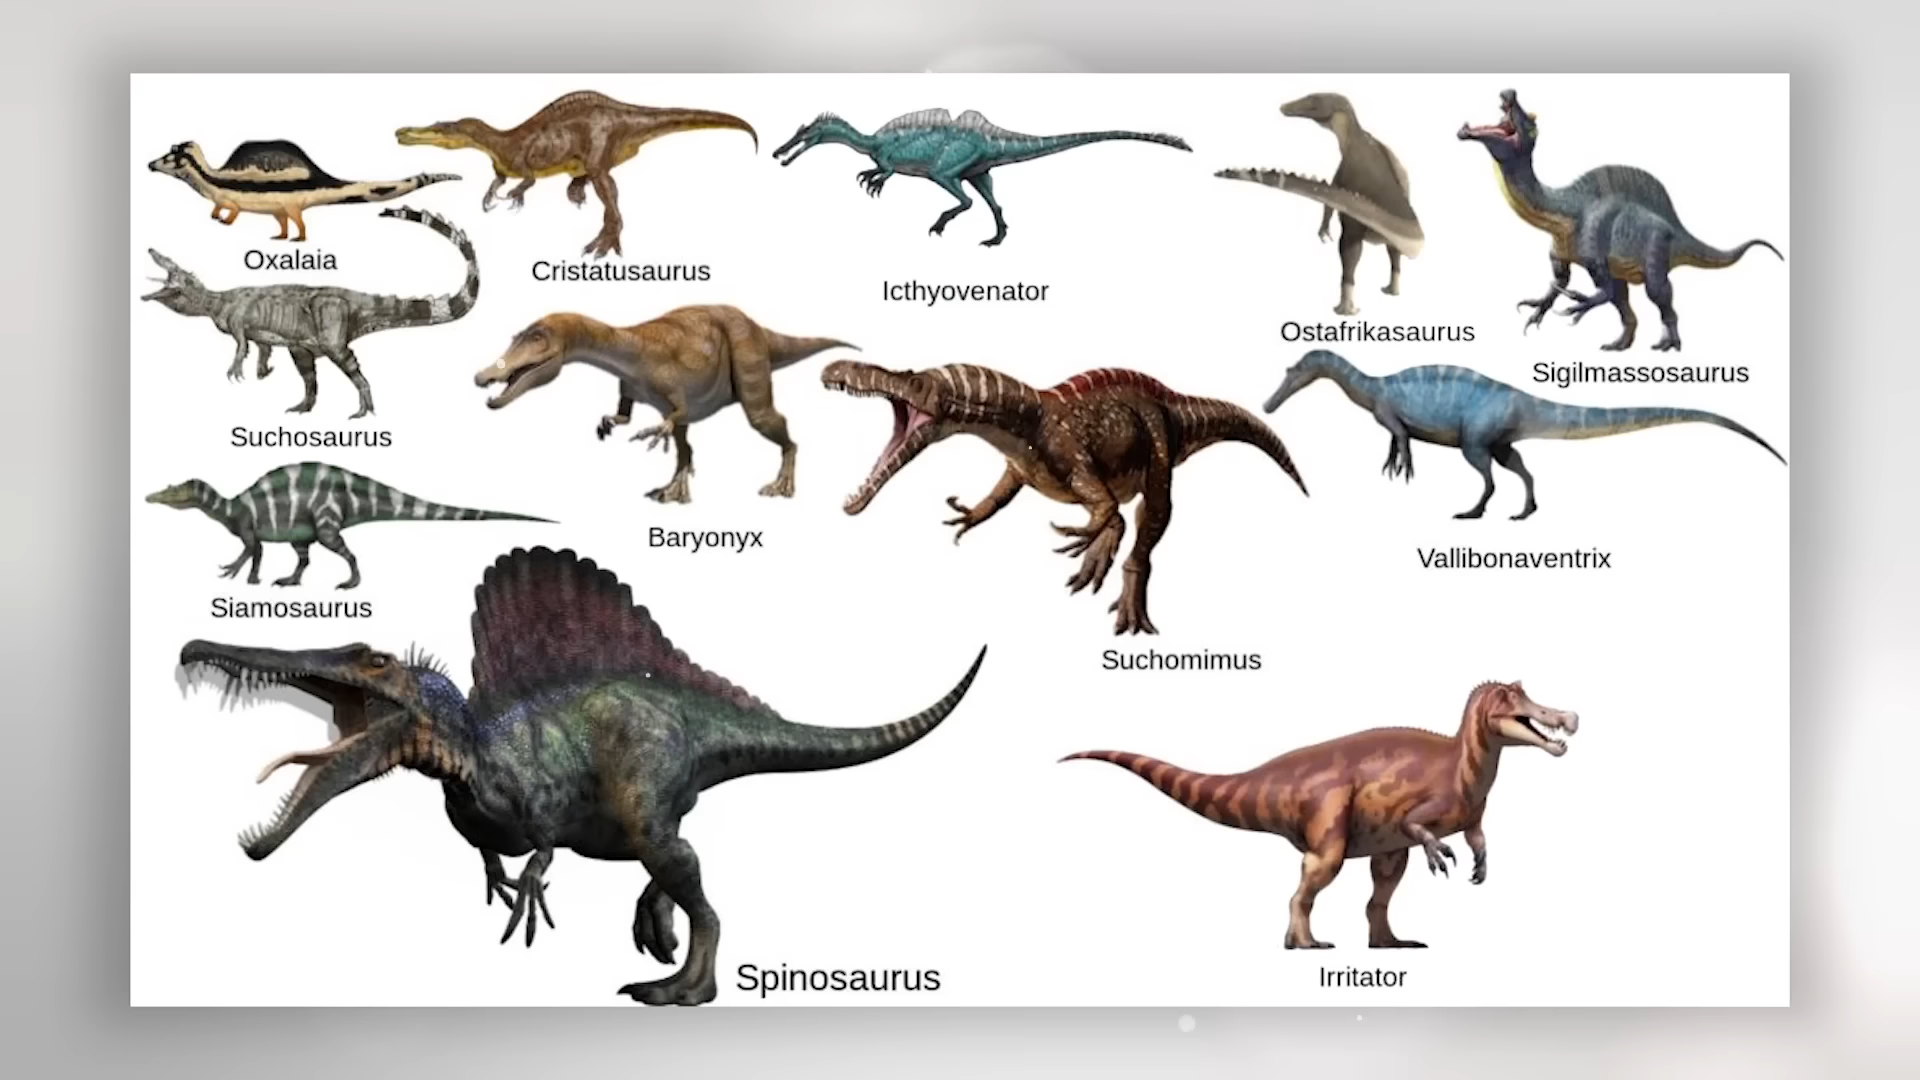 Oxalaia
Cristatusaurus
Icthyovenator
Ostafrikasaurus
Sigilmassosaurus
Suchosaurus
Baryonyx
Vallibonaventrix
Siamosaurus
Suchomimus
Spinosaurus
Irritator